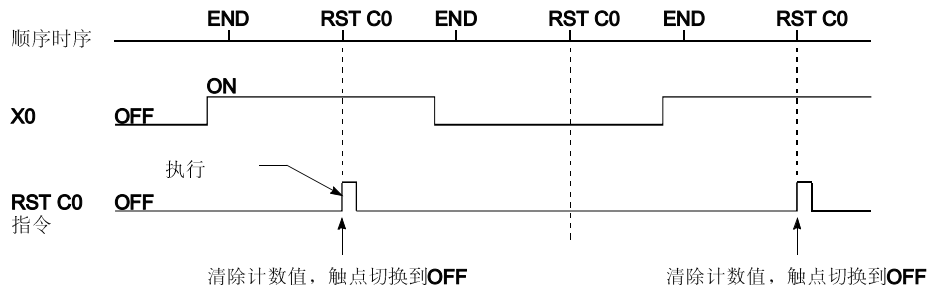 END RST C0 END RST C0 END RST C0
顺序时序
ON
X0 OFF
执行
RST C0 OFF
指令
清除计数值，触点切换到OFF 清除计数值，触点切换到OFF